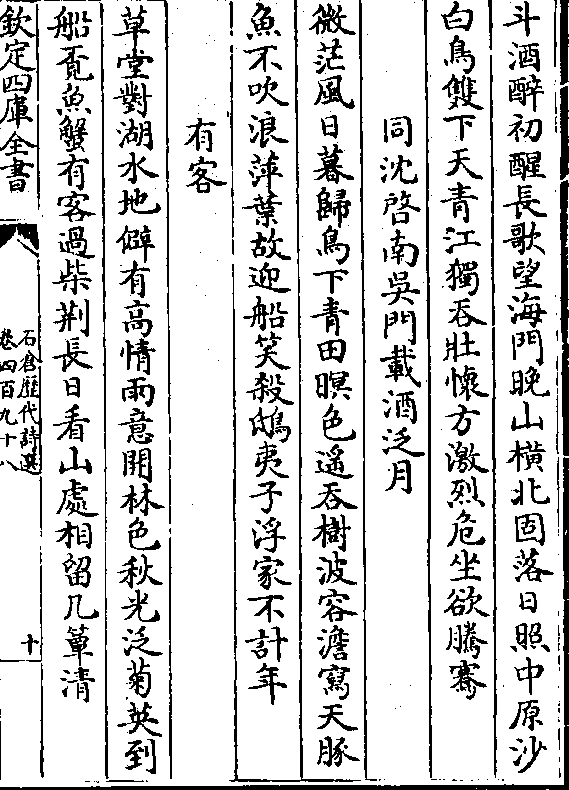 斗酒醉初醒長歌望海門晚山横北固落日照中原沙
白鳥雙下天青江獨吞壯懷方激烈危坐欲騰騫
同沈啓南吳門載酒泛月
微茫風日暮歸鳥下青田暝色遥吞樹波容澹寫天豚
魚不吹浪萍葉故迎船笑殺鴟夷子浮家不計年
有客
草堂對湖水地僻有高情雨意開林色秋光泛菊英到
船覔魚蟹有客過柴荆長日看山處相留几簟清
欽定四庫全書
石倉歷代詩選
卷四百九十八
十